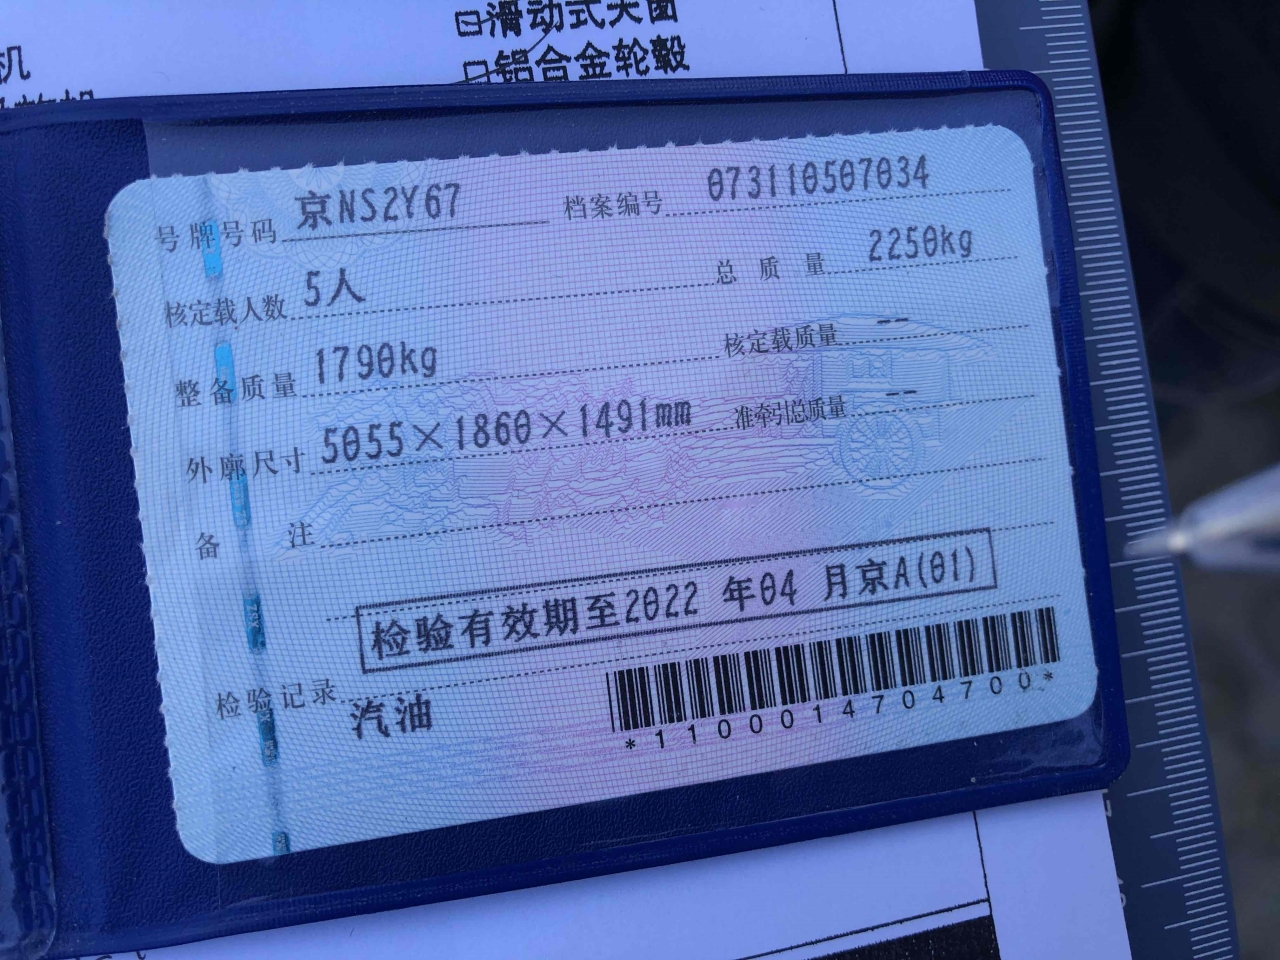 滑动式天窗
铝合金轮毂
机
号牌号码 京NS2Y67 档案编号 073110507034
核定载人数 5人 总质量 2250kg
整备质量 1790kg 核定载质量 --
外廓尺寸 5055×1860×1491mm 准牵引总质量 --
备注
检验有效期至2022 年04 月京A(01)
检验记录 汽油
*1100014704700*